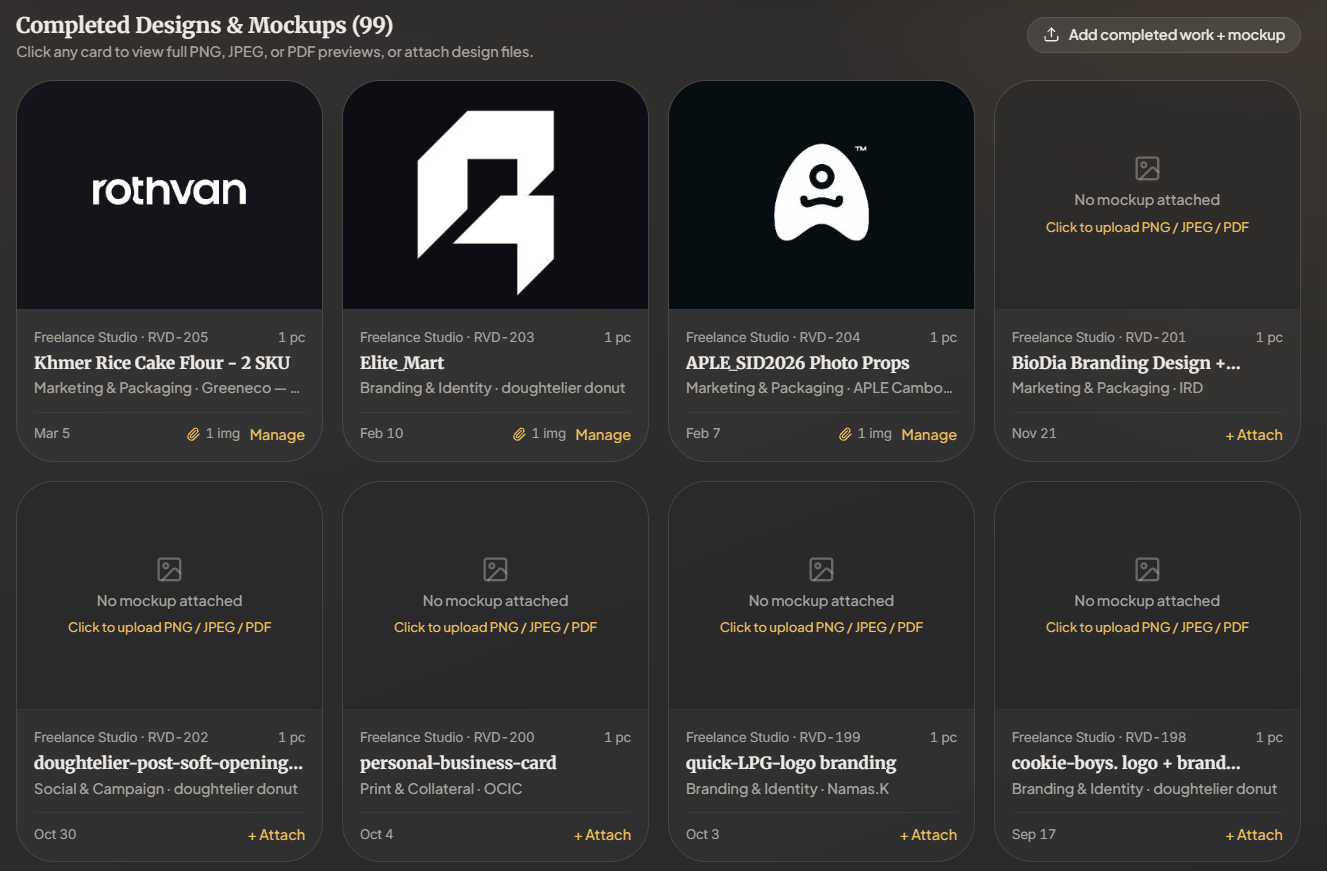 Completed Designs & Mockups (99)
Click any card to view full PNG, JPEG, or PDF previews, or attach design files.
Add completed work + mockup
rothvan
Freelance Studio · RVD-205 1 pc
Khmer Rice Cake Flour - 2 SKU
Marketing & Packaging · Greeneco — ...
Mar 5 1 img Manage
Freelance Studio · RVD-203 1 pc
Elite_Mart
Branding & Identity · doughtelier donut
Feb 10 1 img Manage
TM
Freelance Studio · RVD-204 1 pc
APLE_SID2026 Photo Props
Marketing & Packaging · APLE Cambo...
Feb 7 1 img Manage
No mockup attached
Click to upload PNG / JPEG / PDF
Freelance Studio · RVD-201 1 pc
BioDia Branding Design +...
Marketing & Packaging · IRD
Nov 21 + Attach
No mockup attached
Click to upload PNG / JPEG / PDF
Freelance Studio · RVD-202 1 pc
doughtelier-post-soft-opening...
Social & Campaign · doughtelier donut
Oct 30 + Attach
No mockup attached
Click to upload PNG / JPEG / PDF
Freelance Studio · RVD-200 1 pc
personal-business-card
Print & Collateral · OCIC
Oct 4 + Attach
No mockup attached
Click to upload PNG / JPEG / PDF
Freelance Studio · RVD-199 1 pc
quick-LPG-logo branding
Branding & Identity · Namas.K
Oct 3 + Attach
No mockup attached
Click to upload PNG / JPEG / PDF
Freelance Studio · RVD-198 1 pc
cookie-boys. logo + brand...
Branding & Identity · doughtelier donut
Sep 17 + Attach